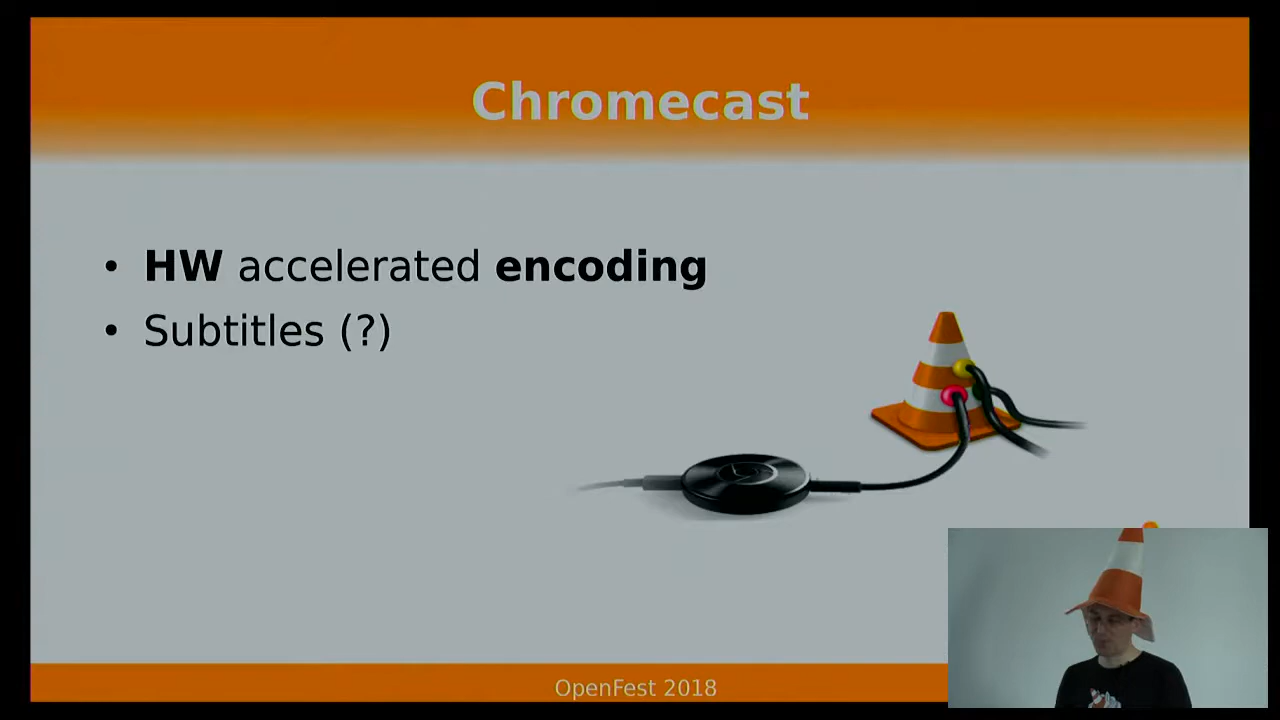 Chromecast
• HW accelerated encoding
• Subtitles (?)
OpenFest 2018